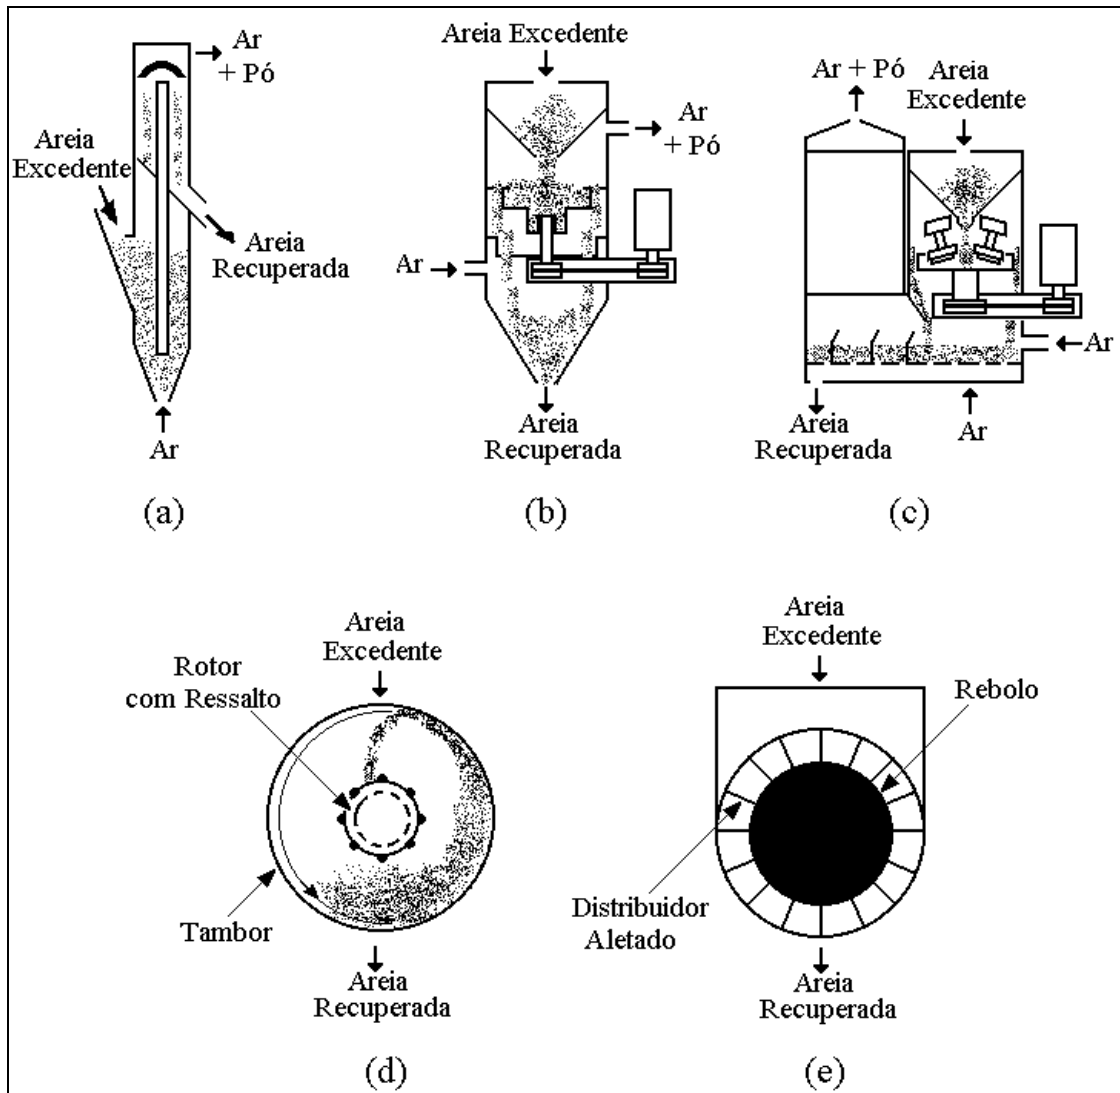 Ar
+ Pó
Areia
Excedente
Areia
Recuperada
Ar
(a)
Areia Excedente
Ar
+ Pó
Ar
Areia
Recuperada
(b)
Ar + Pó
Areia
Excedente
Ar
Areia
Recuperada
Ar
(c)
Areia
Excedente
Rotor
com Ressalto
Tambor
Areia
Recuperada
(d)
Areia
Excedente
Rebolo
Distribuidor
Aletado
Areia
Recuperada
(e)